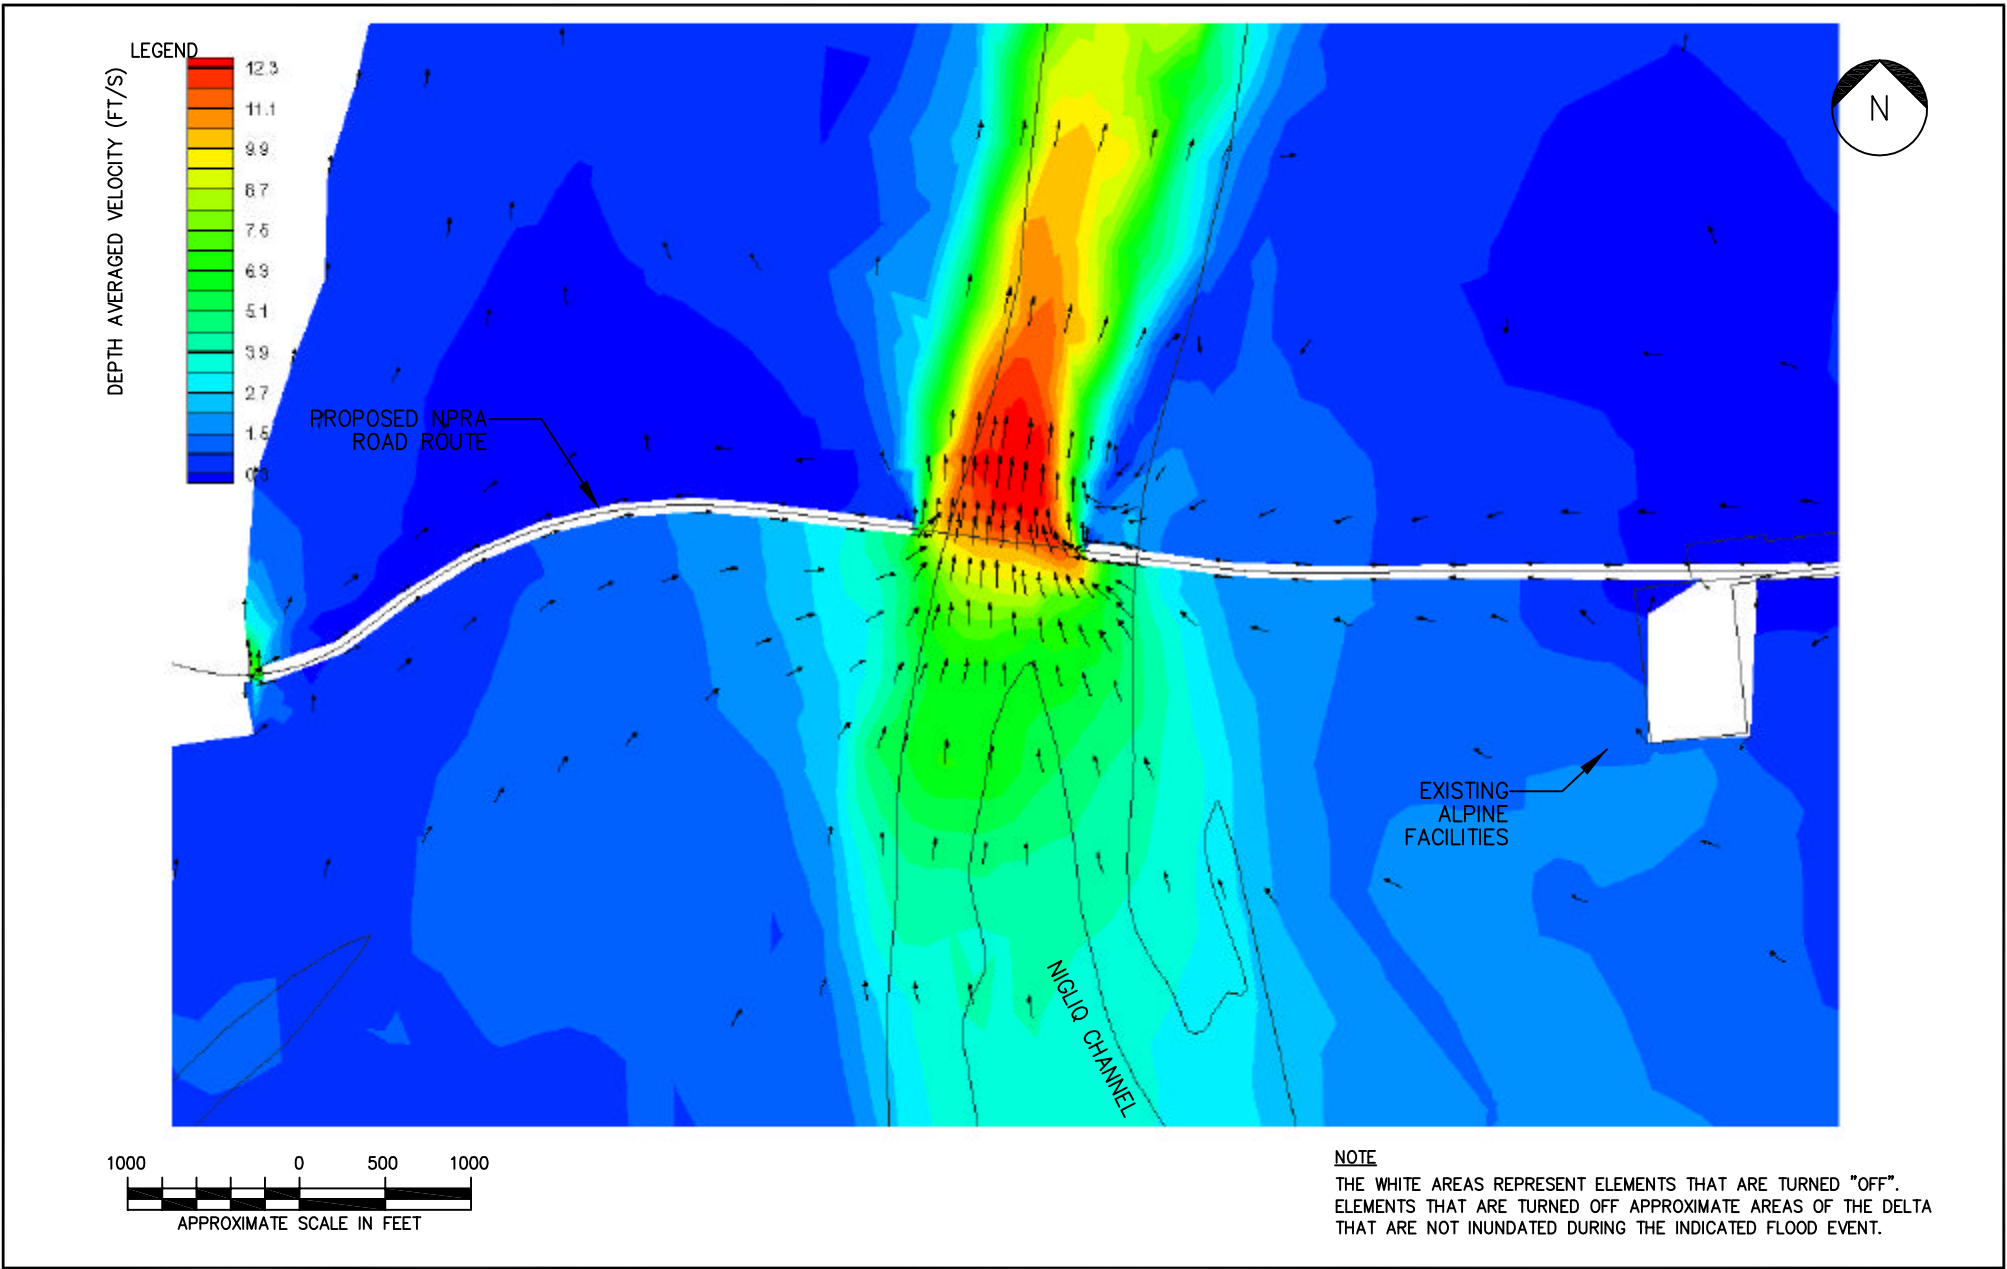 LEGEND
DEPTH AVERAGED VELOCITY (FT/S)
12.3
11.1
9.9
8.7
7.5
6.3
5.1
3.9
2.7
1.5
N
PROPOSED NPRA
ROAD ROUTE
EXISTING
ALPINE
FACILITIES
NIGLIQ CHANNEL
1000 0 500 1000
APPROXIMATE SCALE IN FEET
NOTE
THE WHITE AREAS REPRESENT ELEMENTS THAT ARE TURNED "OFF".
ELEMENTS THAT ARE TURNED OFF APPROXIMATE AREAS OF THE DELTA
THAT ARE NOT INUNDATED DURING THE INDICATED FLOOD EVENT.